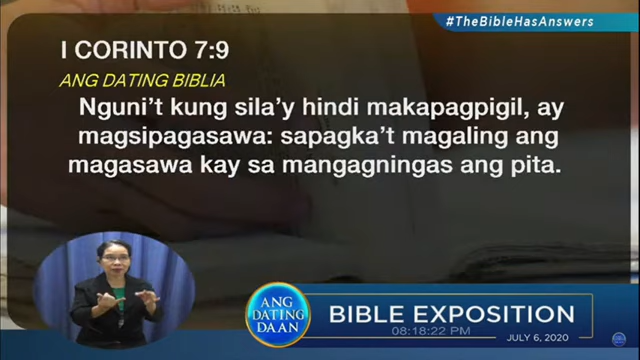 #TheBibleHasAnswers
I CORINTO 7:9
ANG DATING BIBLIA
Nguni't kung sila'y hindi makapagpigil, ay
magsipagasawa: sapagka't magaling ang
magasawa kay sa mangagningas ang pita.
ANG
DATING
DAAN
BIBLE EXPOSITION
08:18:22 PM
JULY 6, 2020